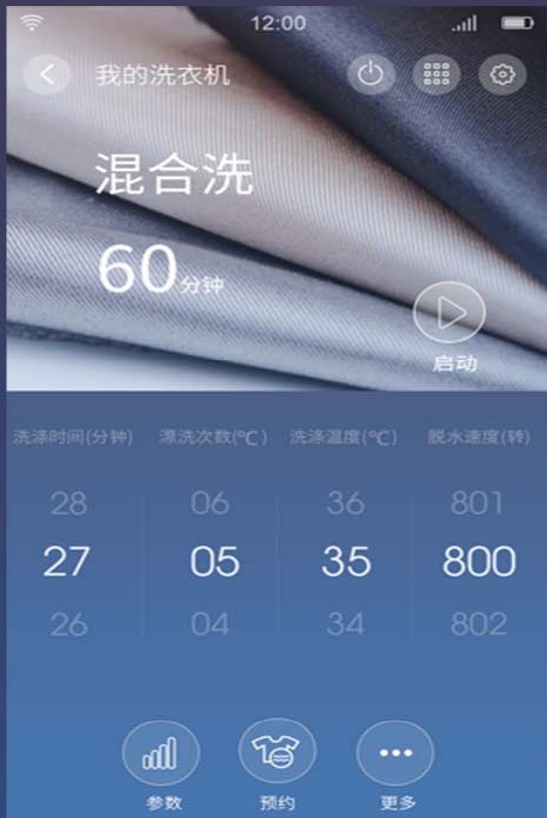 12:00
我的洗衣机
混合洗
60分钟
启动
洗涤时间(分钟) 漂洗次数(℃) 洗涤温度(℃) 脱水速度(转)
28 06 36 801
27 05 35 800
26 04 34 802
参数 预约 更多